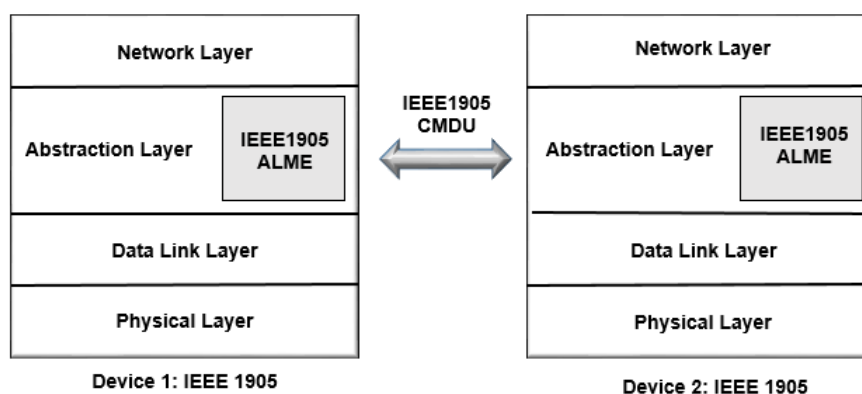 Network Layer
Abstraction Layer
IEEE1905
ALME
Data Link Layer
Physical Layer
Device 1: IEEE 1905
IEEE1905
CMDU
Network Layer
Abstraction Layer
IEEE1905
ALME
Data Link Layer
Physical Layer
Device 2: IEEE 1905